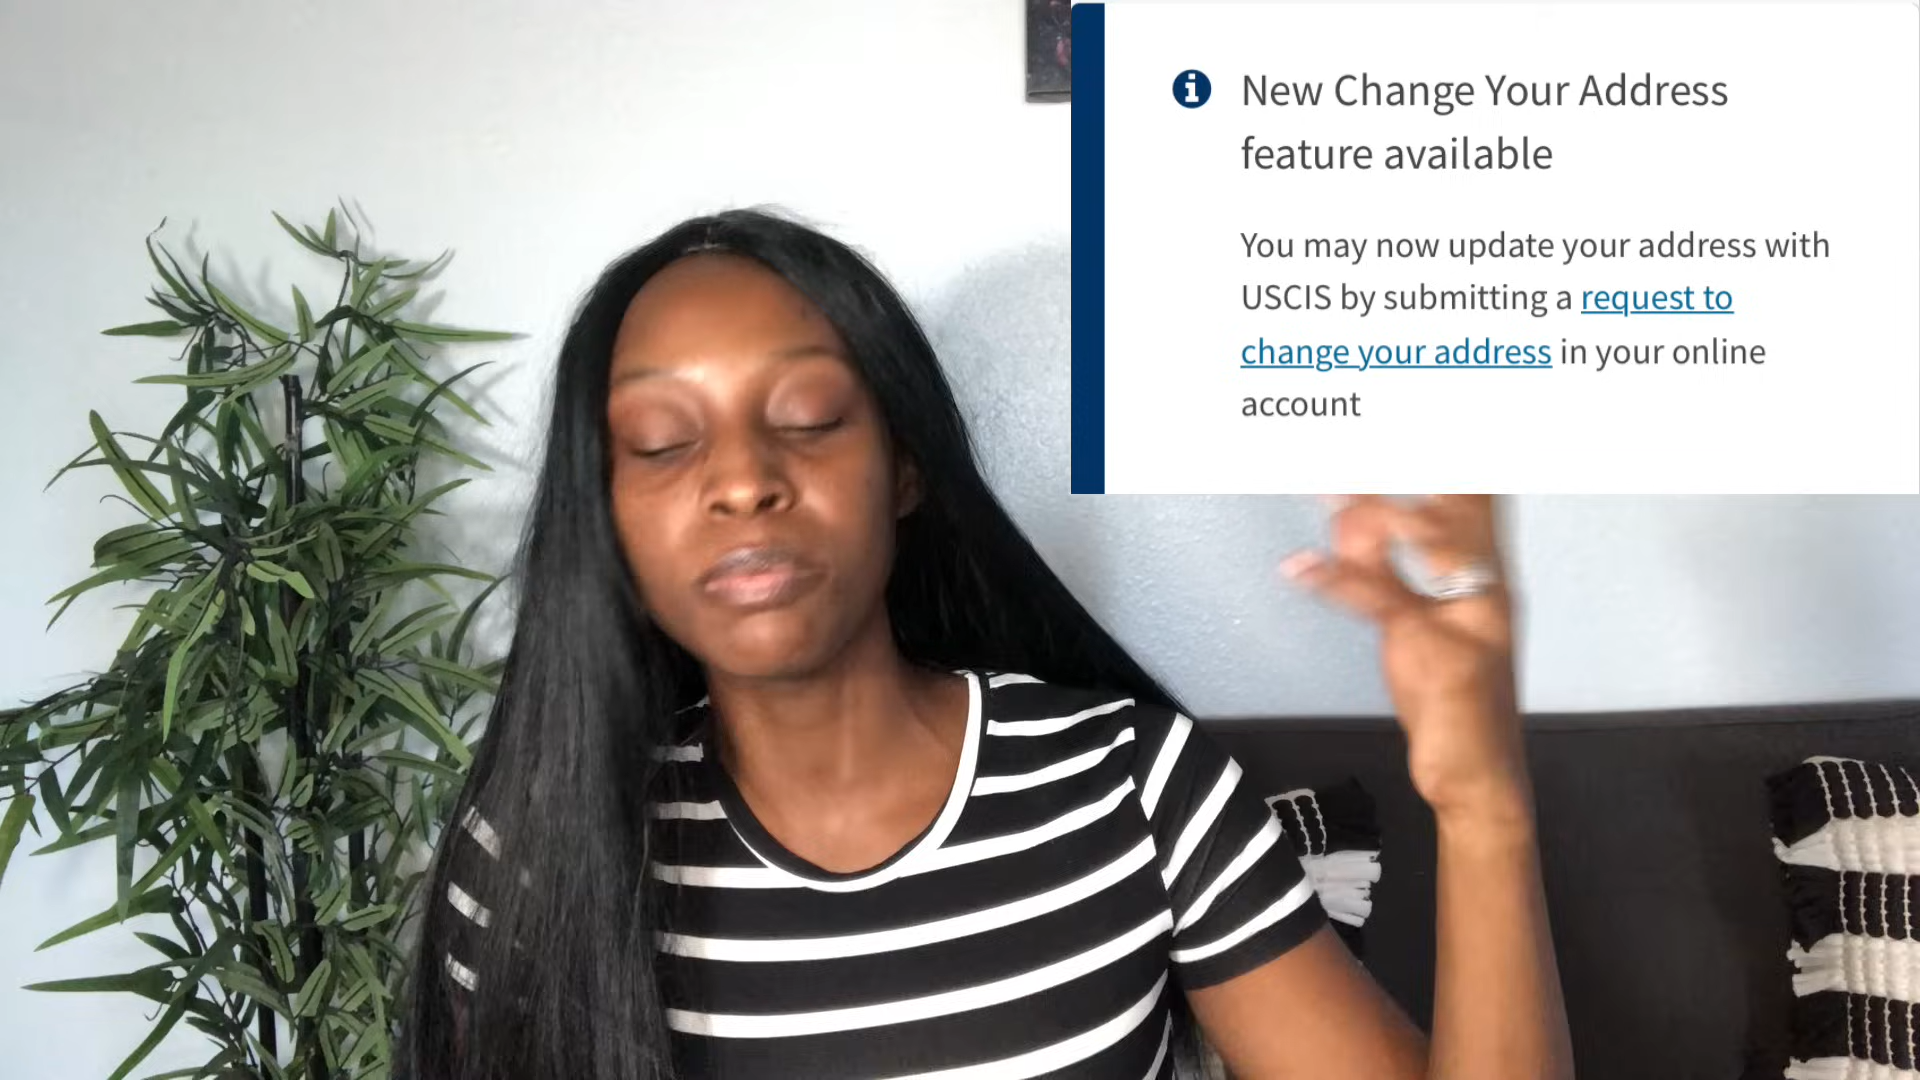 New Change Your Address
feature available
You may now update your address with
USCIS by submitting a request to
change your address in your online
account